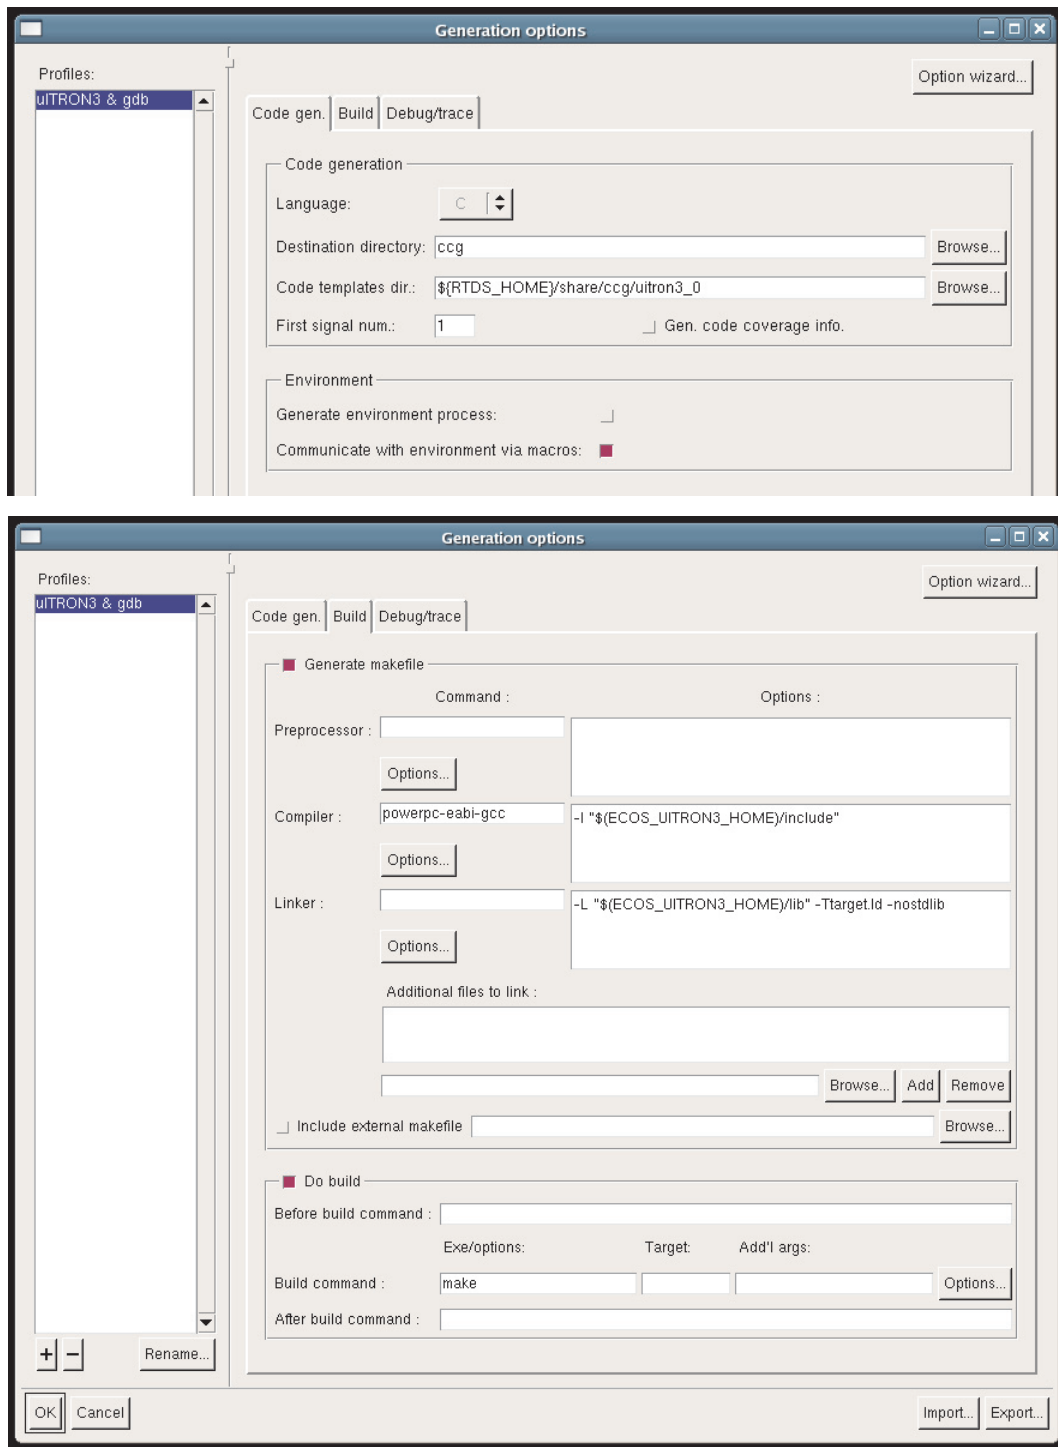 Generation options
Profiles:
Option wizard...
uITRON3 & gdb
Code gen. Build Debug/trace
Code generation
Language: C
Destination directory: ccg Browse...
Code templates dir.: ${RTDS_HOME}/share/ccg/uitron3_0 Browse...
First signal num.: 1 Gen. code coverage info.
Environment
Generate environment process:
Communicate with environment via macros:
Generation options
Profiles:
Option wizard...
uITRON3 & gdb
Code gen. Build Debug/trace
Generate makefile
Command : Options :
Preprocessor :
Options...
Compiler : powerpc-eabi-gcc -I "$(ECOS_UITRON3_HOME)/include"
Options...
Linker : -L "$(ECOS_UITRON3_HOME)/lib" -Ttarget.ld -nostdlib
Options...
Additional files to link :
Browse... Add Remove
Include external makefile Browse...
Do build
Before build command :
Exe/options: Target: Add'l args:
Build command : make Options...
After build command :
+ − Rename...
OK Cancel Import... Export...